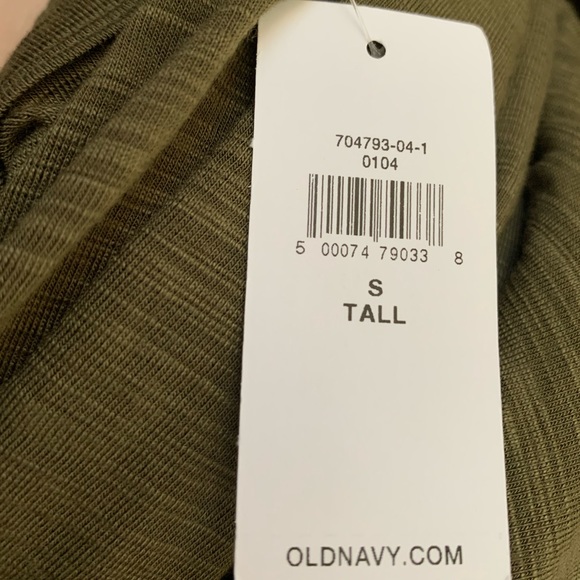 704793-04-1
0104
5 00074 79033 8
S
TALL
OLDNAVY.COM